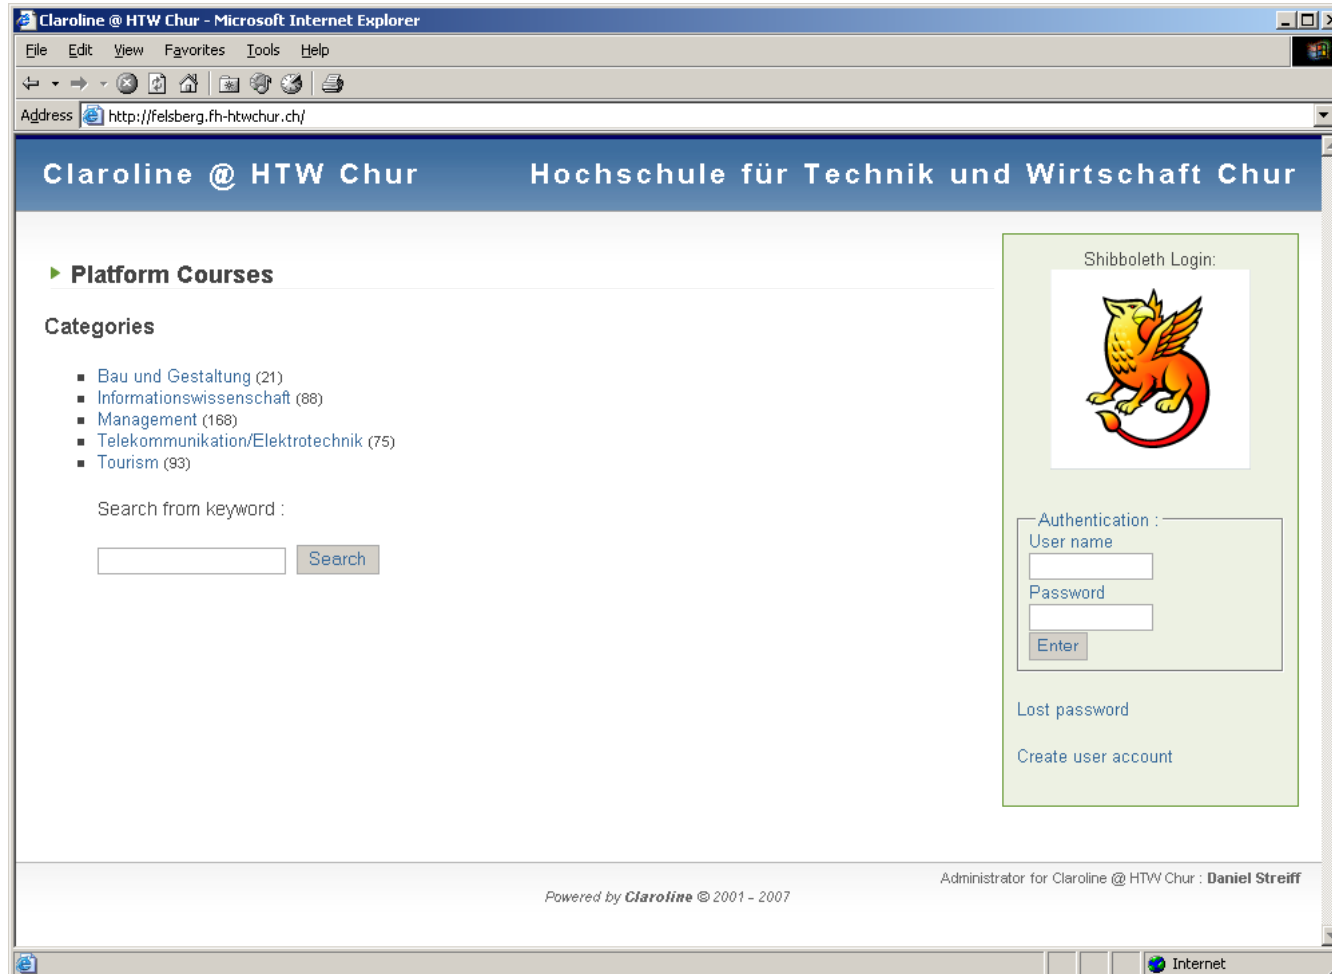 Claroline @ HTW Chur - Microsoft Internet Explorer
File Edit View Favorites Tools Help
Address http://felsberg.fh-htwchur.ch/
Claroline @ HTW Chur Hochschule für Technik und Wirtschaft Chur
Platform Courses
Categories
Bau und Gestaltung (21)
Informationswissenschaft (88)
Management (168)
Telekommunikation/Elektrotechnik (75)
Tourism (93)
Search from keyword :
Search
Shibboleth Login:
Authentication :
User name
Password
Enter
Lost password
Create user account
Administrator for Claroline @ HTW Chur : Daniel Streiff
Powered by Claroline © 2001 - 2007
Internet